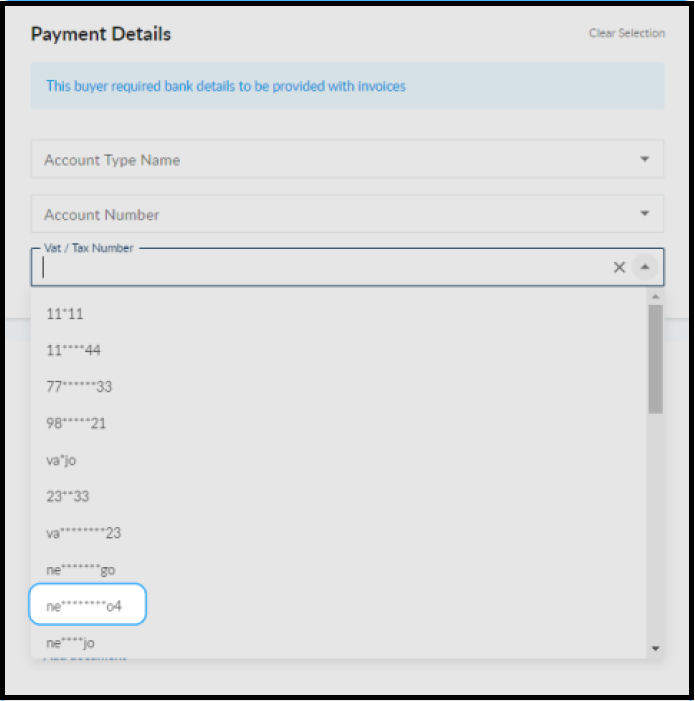 Payment Details
Clear Selection
This buyer required bank details to be provided with invoices
Account Type Name
Account Number
Vat / Tax Number
11*11
11****44
77******33
98*****21
va*jo
23**33
va********23
ne*******go
ne********o4
ne****jo